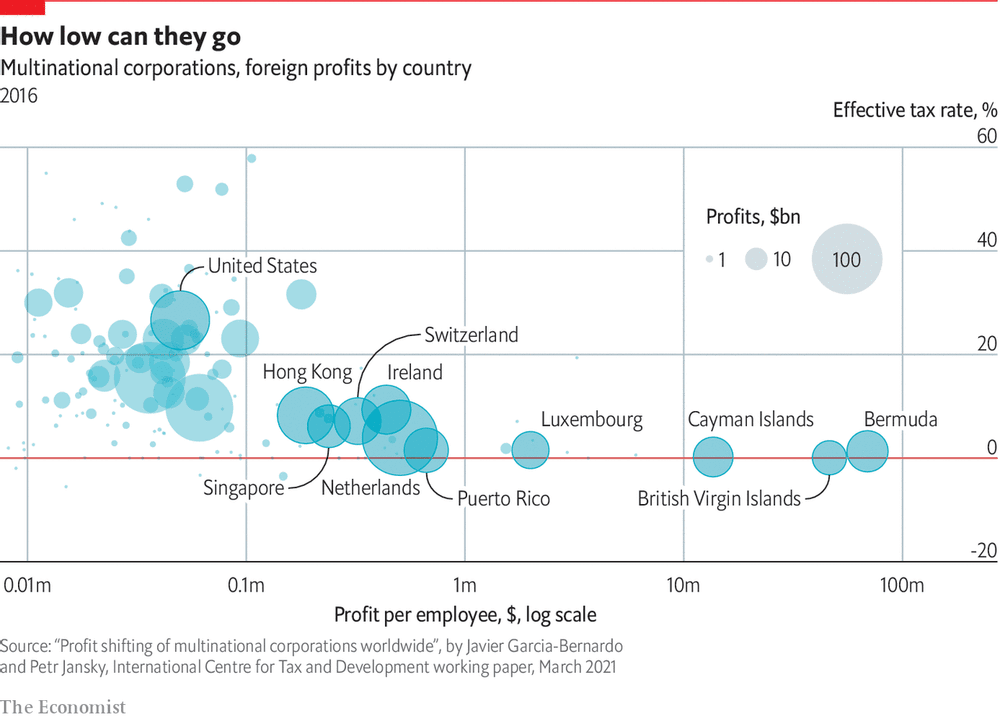 How low can they go
Multinational corporations, foreign profits by country
2016
Effective tax rate, %
60
Profits, $bn
1
10
100
40
United States
Switzerland
20
Hong Kong
Ireland
Luxembourg
Cayman Islands
Bermuda
0
Singapore
Netherlands
Puerto Rico
British Virgin Islands
-20
0.01m
0.1m
1m
10m
100m
Profit per employee, $, log scale
Source: “Profit shifting of multinational corporations worldwide”, by Javier Garcia-Bernardo
and Petr Jansky, International Centre for Tax and Development working paper, March 2021
The Economist